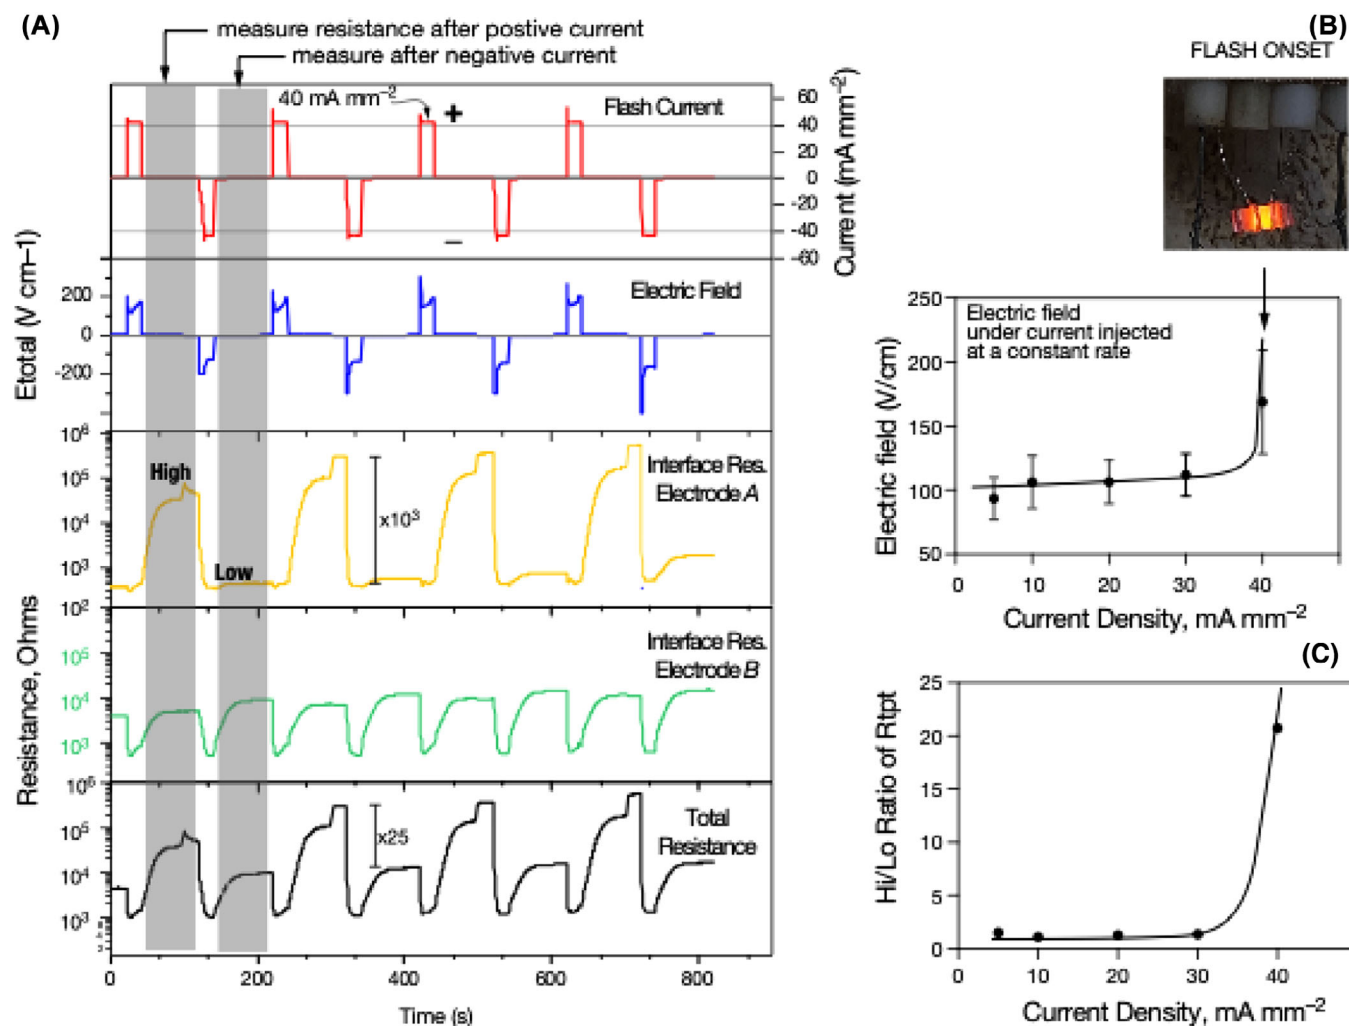 (A)
measure resistance after postive current
measure after negative current
40 mA mm−2
+
Flash Current
−
60
40
20
0
-20
-40
-60
Current (mA mm−2)
Etotal (V cm–1)
200
0
-200
Electric Field
Resistance, Ohms
10⁶
10⁵
10⁴
10³
High
Low
x10³
Interface Res.
Electrode A
10²
10⁵
10⁴
10³
Interface Res.
Electrode B
10⁵
10⁴
10³
x25
Total
Resistance
0
200
400
600
800
Time (s)
(B)
FLASH ONSET
Electric field
under current injected
at a constant rate
Electric field (V/cm)
250
200
150
100
50
0
10
20
30
40
Current Density, mA mm−2
(C)
Hi/Lo Ratio of Rtpt
25
20
15
10
5
0
0
10
20
30
40
Current Density, mA mm−2